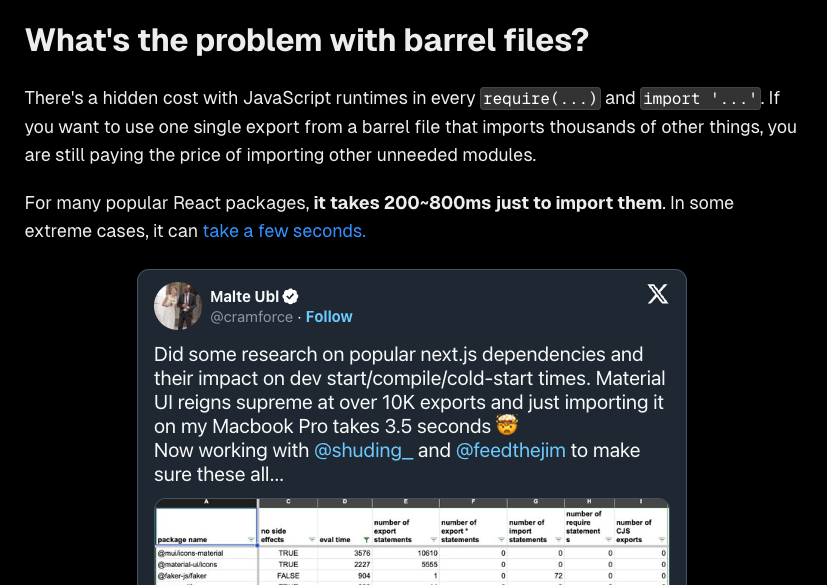 What's the problem with barrel files?
There's a hidden cost with JavaScript runtimes in every require(...) and import '...'. If
you want to use one single export from a barrel file that imports thousands of other things, you
are still paying the price of importing other unneeded modules.
For many popular React packages, it takes 200~800ms just to import them. In some
extreme cases, it can take a few seconds.
Malte Ubl
@cramforce · Follow
Did some research on popular next.js dependencies and
their impact on dev start/compile/cold-start times. Material
UI reigns supreme at over 10K exports and just importing it
on my Macbook Pro takes 3.5 seconds 🤯
Now working with @shuding_ and @feedthejim to make
sure these all...
A C D E F G H I
package name no side effects eval time number of export statements number of export * statements number of import statements number of require statement s number of CJS exports
@mui/icons-material TRUE 3576 10610 0 0 0 0
@material-ui/icons TRUE 2227 5555 0 0 0 0
@faker-js/faker FALSE 904 1 0 72 0 0